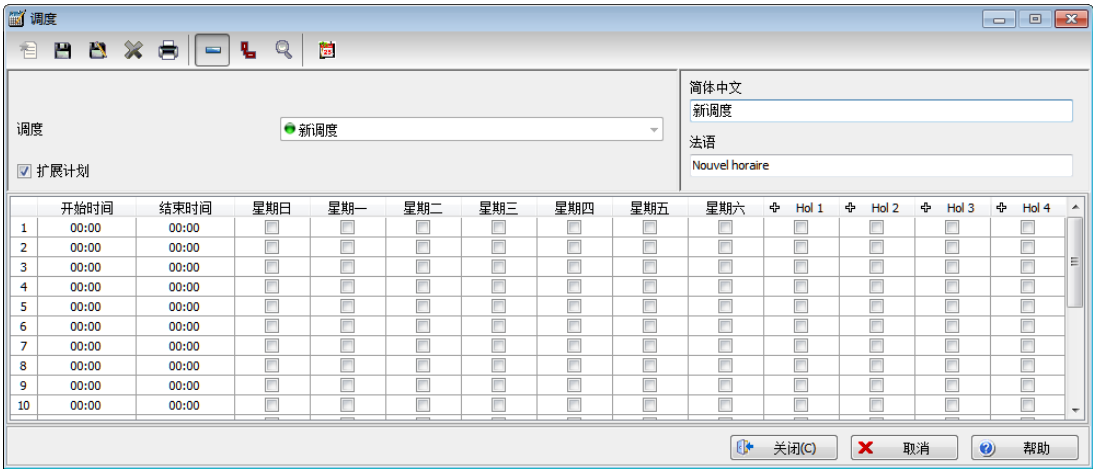 调度
23
调度
新调度
扩展计划
简体中文
新调度
法语
Nouvel horaire
开始时间 结束时间 星期日 星期一 星期二 星期三 星期四 星期五 星期六 Hol 1 Hol 2 Hol 3 Hol 4
1 00:00 00:00
2 00:00 00:00
3 00:00 00:00
4 00:00 00:00
5 00:00 00:00
6 00:00 00:00
7 00:00 00:00
8 00:00 00:00
9 00:00 00:00
10 00:00 00:00
关闭(C) 取消 帮助